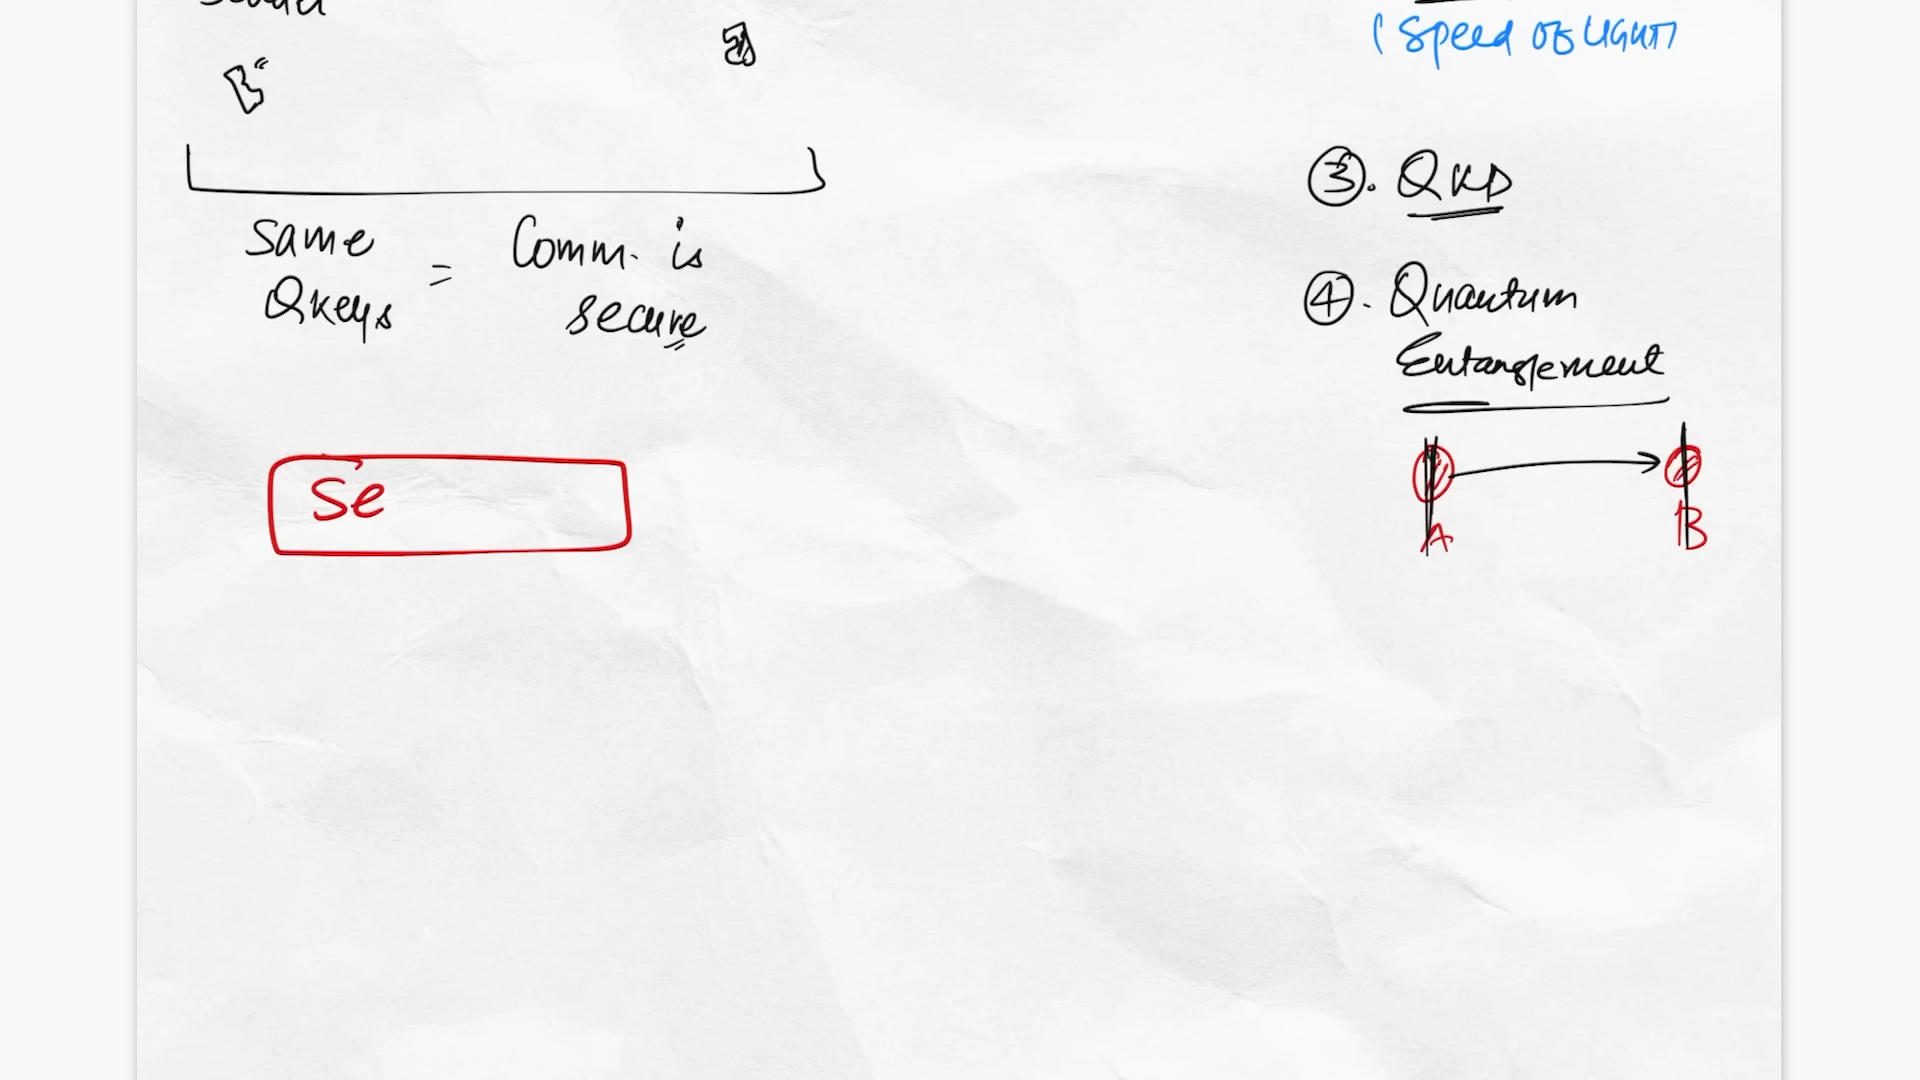 (Speed OF LIGHT)
Same = Comm. is
Qkeys secure
③. QKD
④. Quantum
Entanglement
Se
A B